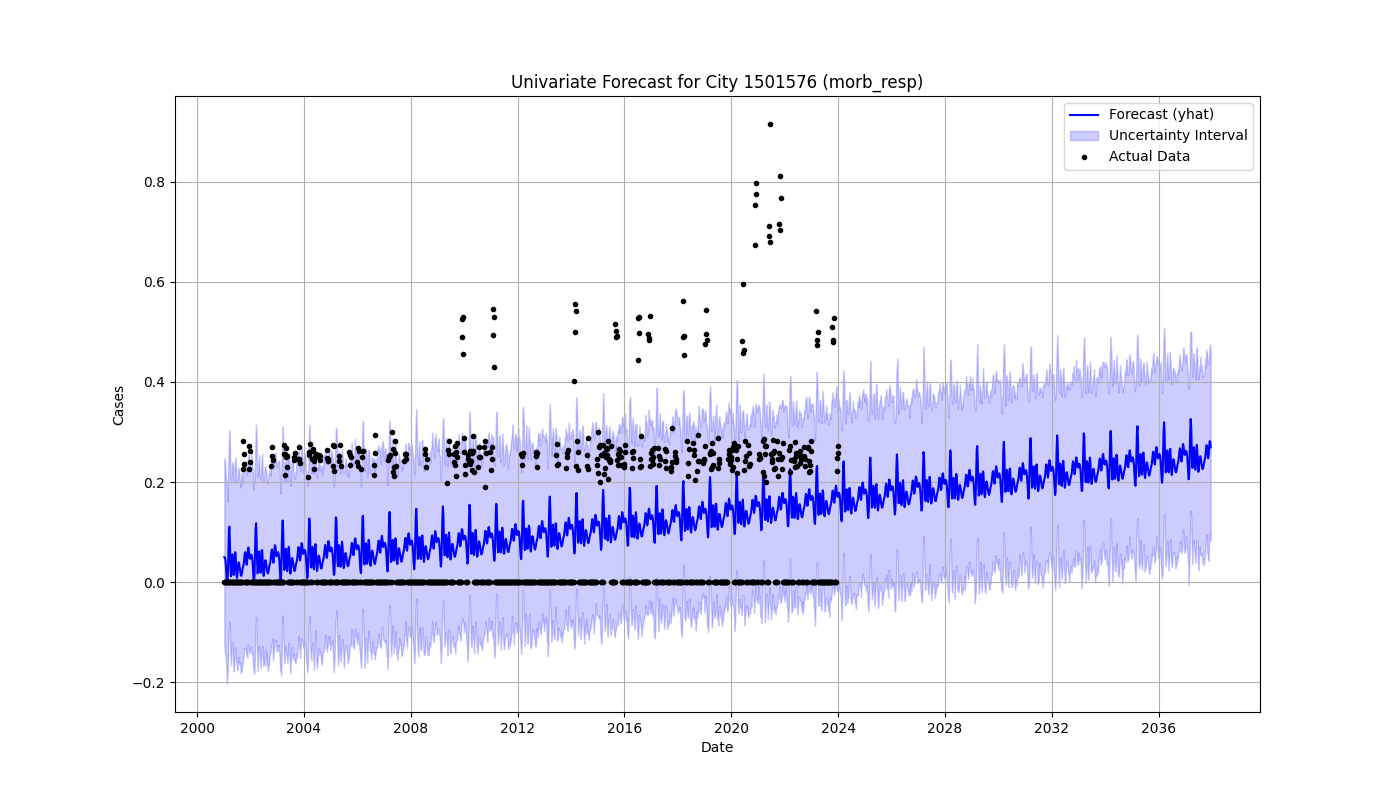 Univariate Forecast for City 1501576 (morb_resp)
Forecast (yhat)
Uncertainty Interval
Actual Data
Cases
0.8
0.6
0.4
0.2
0.0
−0.2
2000 2004 2008 2012 2016 2020 2024 2028 2032 2036
Date